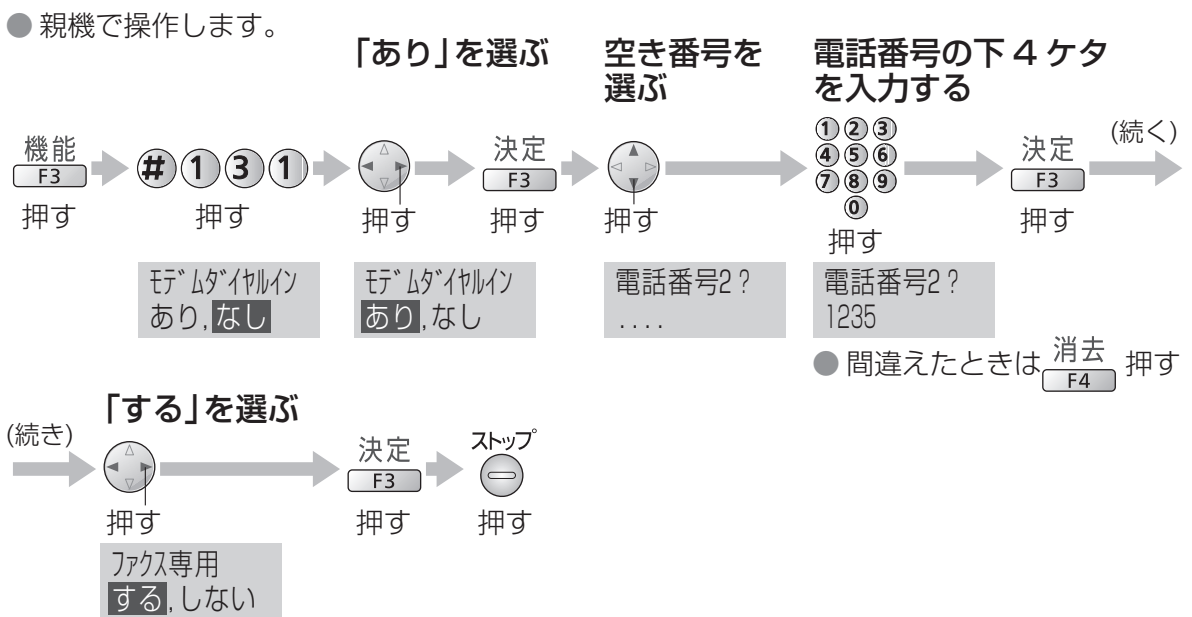 ● 親機で操作します。
「あり」を選ぶ
空き番号を
選ぶ
電話番号の下 4 ケタ
を入力する
機能
F3
押す
#131
押す
押す
決定
F3
押す
押す
123
456
789
0
押す
決定
F3
押す
(続く)
ﾓﾃﾞﾑﾀﾞｲﾔﾙｲﾝ
あり,なし
ﾓﾃﾞﾑﾀﾞｲﾔﾙｲﾝ
あり,なし
電話番号2?
....
電話番号2?
1235
● 間違えたときは 消去 F4 押す
(続き)
「する」を選ぶ
押す
決定
F3
押す
ストップ
押す
ﾌｧｸｽ専用
する,しない